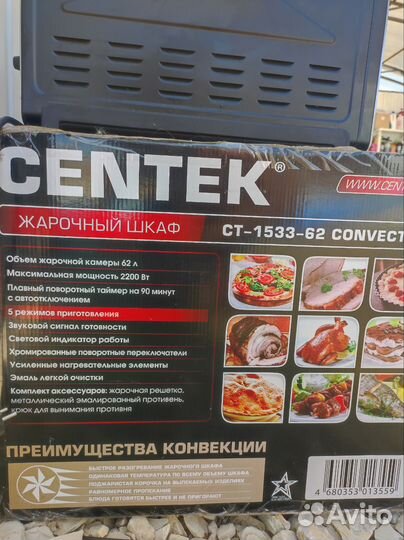 CENTEK®
WWW.CEN
ЖАРОЧНЫЙ ШКАФ
CT-1533-62 CONVECT
Объем жарочной камеры 62 л
Максимальная мощность 2200 Вт
Плавный поворотный таймер на 90 минут
с автоотключением
5 режимов приготовления
Звуковой сигнал готовности
Световой индикатор работы
Хромированные поворотные переключатели
Усиленные нагревательные элементы
Эмаль легкой очистки
Комплект аксессуаров: жарочная решетка,
металлический эмалированный противень,
крюк для вынимания противня
ПРЕИМУЩЕСТВА КОНВЕКЦИИ
БЫСТРОЕ РАЗОГРЕВАНИЕ ЖАРОЧНОГО ШКАФА
ОДИНАКОВАЯ ТЕМПЕРАТУРА ПО ВСЕМУ ОБЪЕМУ ШКАФА
ПОДЖАРИСТАЯ КОРОЧКА НА ВЫПЕКАЕМЫХ ИЗДЕЛИЯХ
РАВНОМЕРНОЕ ПРОПЕКАНИЕ
БЛЮДА ГОТОВЯТСЯ БЫСТРЕЕ И НЕ ПРИГОРАЮТ
4 680353 013559
Avito